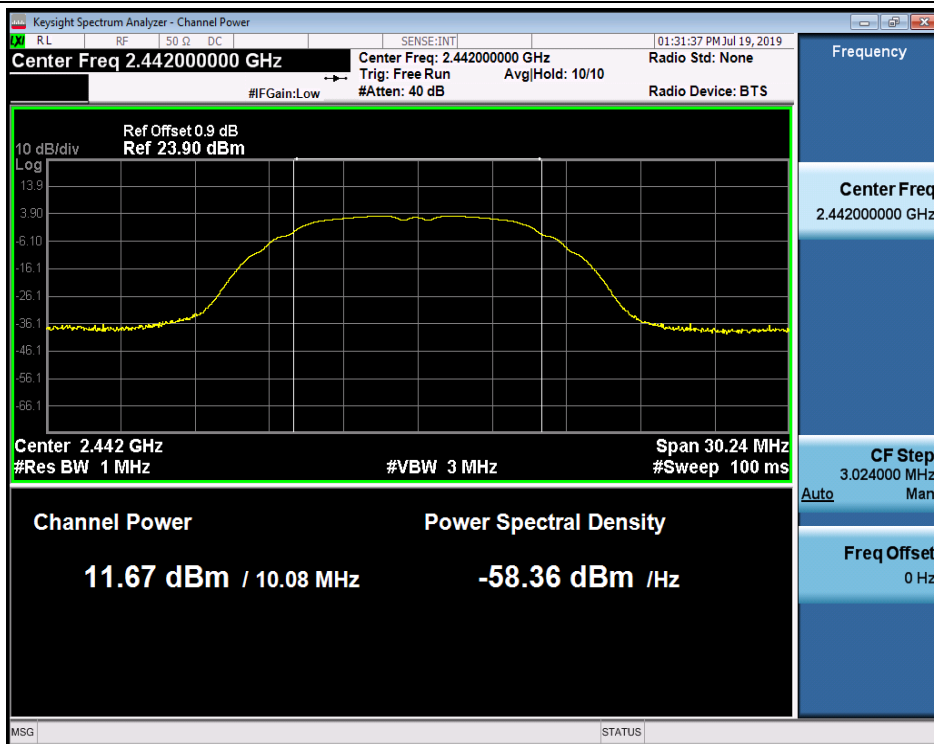 Keysight Spectrum Analyzer - Channel Power
LXI RL RF 50 Ω DC SENSE:INT 01:31:37 PM Jul 19, 2019
Center Freq 2.442000000 GHz
Center Freq: 2.442000000 GHz
Radio Std: None
Trig: Free Run Avg|Hold: 10/10
#IFGain:Low
#Atten: 40 dB
Radio Device: BTS
Ref Offset 0.9 dB
10 dB/div Ref 23.90 dBm
Log
13.9
3.90
-6.10
-16.1
-26.1
-36.1
-46.1
-56.1
-66.1
Center 2.442 GHz Span 30.24 MHz
#Res BW 1 MHz #VBW 3 MHz #Sweep 100 ms
Channel Power Power Spectral Density
11.67 dBm / 10.08 MHz -58.36 dBm /Hz
Frequency
Center Freq
2.442000000 GHz
CF Step
3.024000 MHz
Auto Man
Freq Offset
0 Hz
MSG STATUS